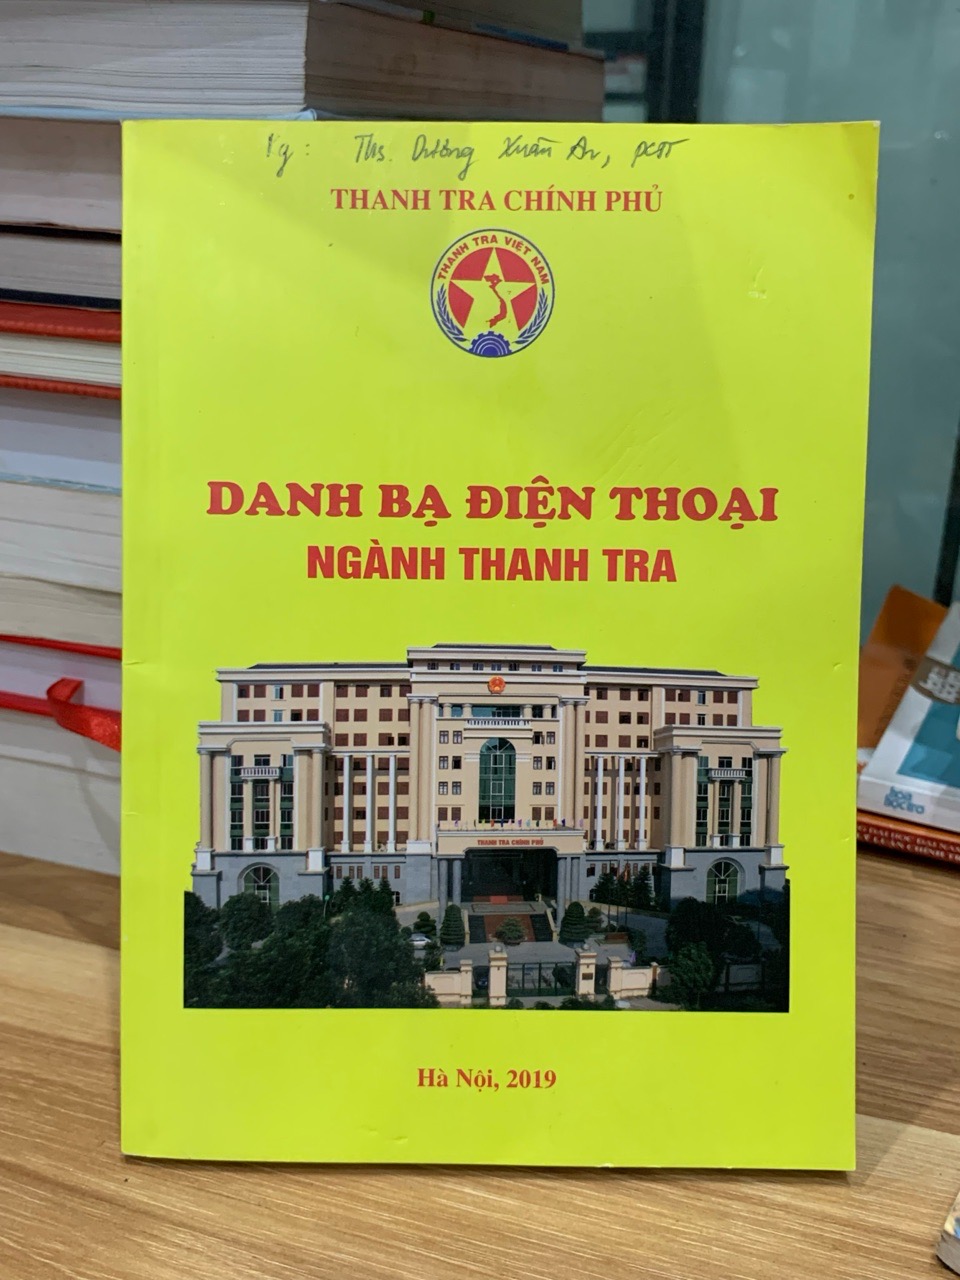 Kg: Ths. Dương Xuân An,
THANH TRA CHÍNH PHỦ
THANH TRA VIỆT NAM
DANH BẠ ĐIỆN THOẠI
NGÀNH THANH TRA
THANH TRA CHÍNH PHỦ
Hà Nội, 2019